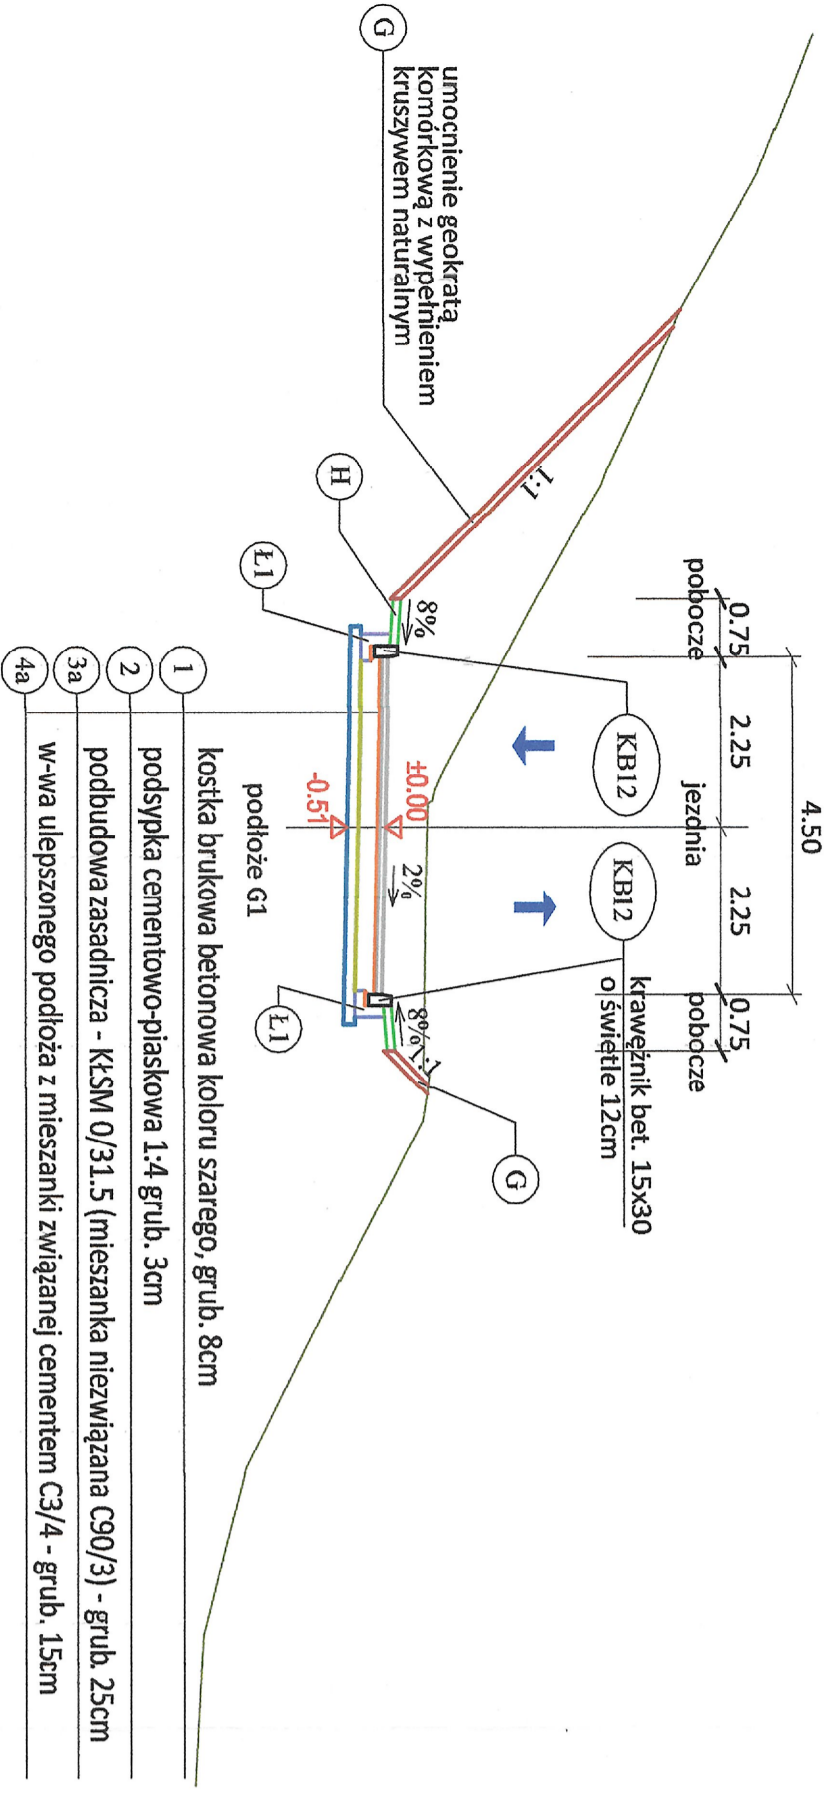 4.50
0.75
2.25
2.25
0.75
pobocze
jezdnia
pobocze
KB12
KB12
krawężnik bet. 15x30
o świetle 12cm
G
umocnienie geokratą
komórkową z wypełnieniem
kruszywem naturalnym
1:1
H
Ł1
8%
±0.00
2%
-0.51
8%
1:1
G
Ł1
podłoże G1
1 kostka brukowa betonowa koloru szarego, grub. 8cm
2 podsypka cementowo-piaskowa 1:4 grub. 3cm
3a podbudowa zasadnicza - KŁSM 0/31.5 (mieszanka niezwiązana C90/3) - grub. 25cm
4a w-wa ulepszonego podłoża z mieszanki związanej cementem C3/4 - grub. 15cm